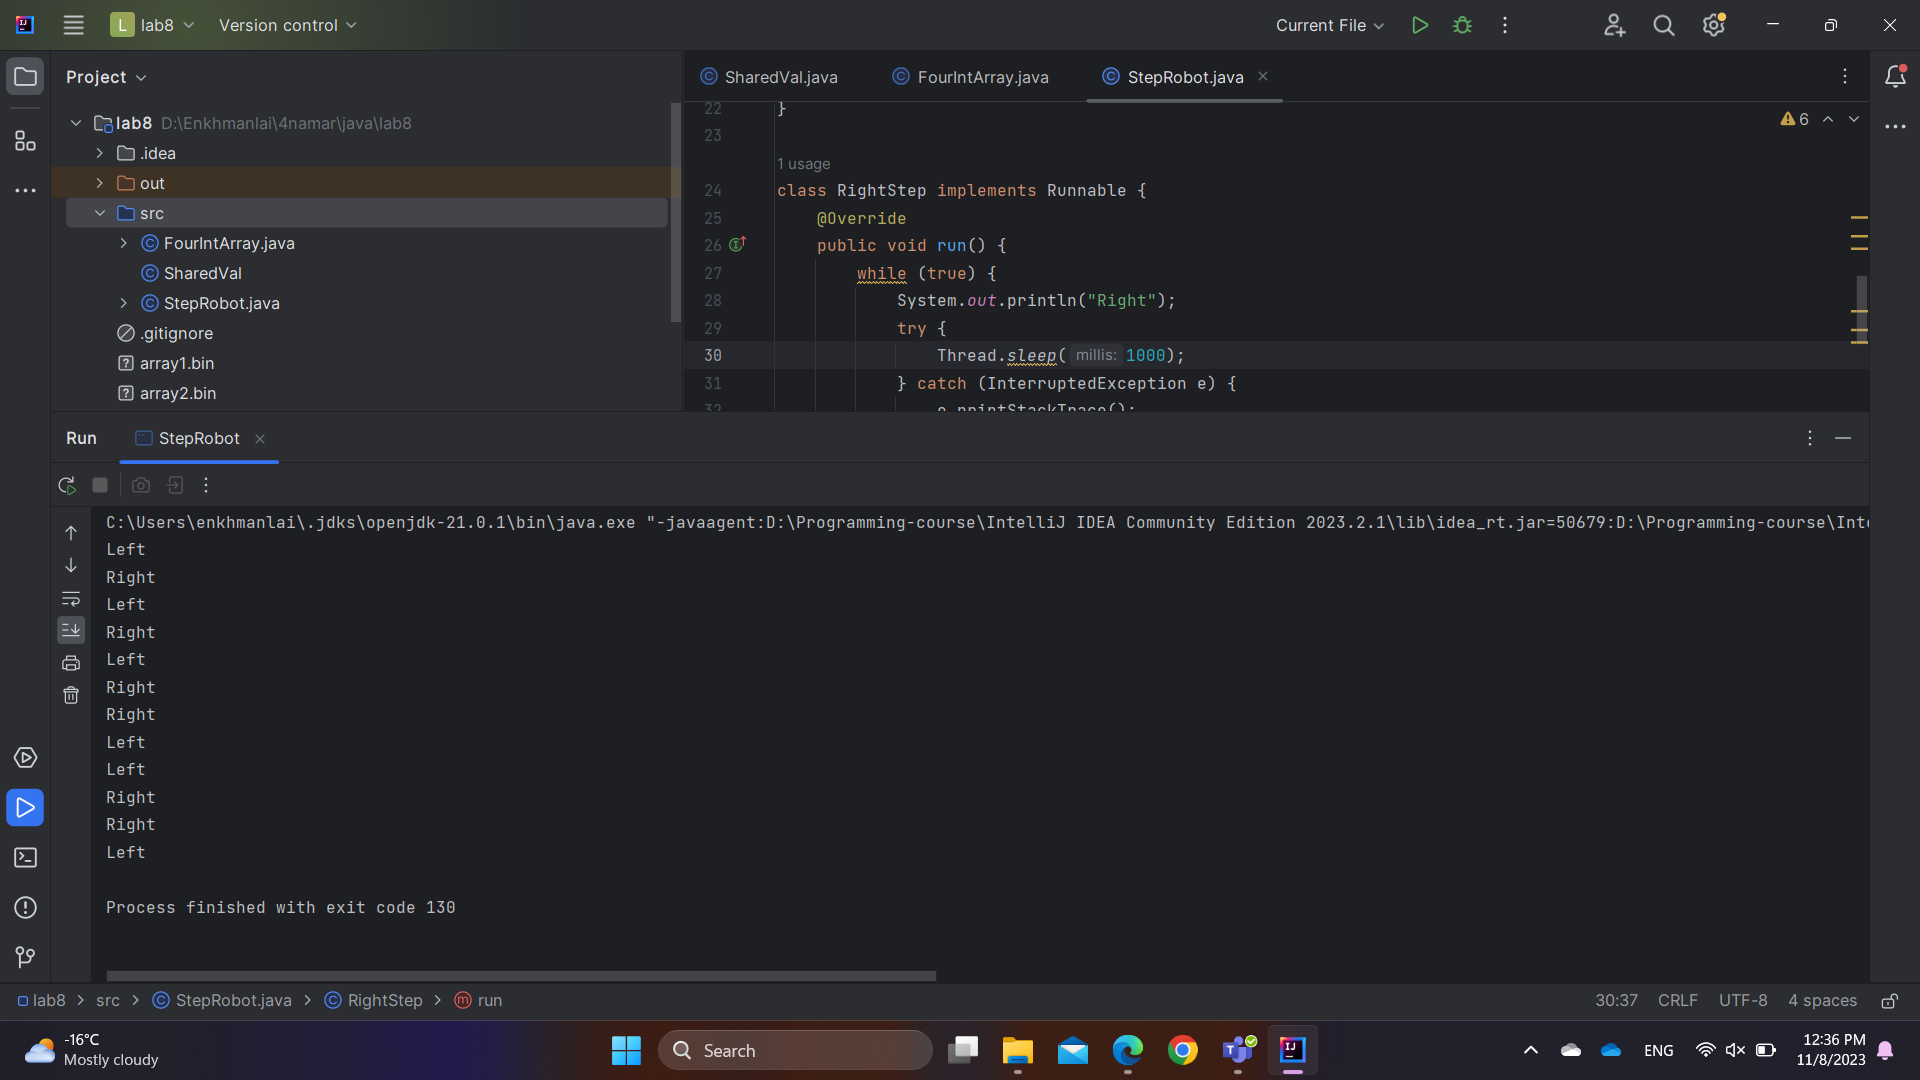 L lab8 Version control Current File
Project
SharedVal.java FourIntArray.java StepRobot.java
lab8 D:\Enkhmanlai\4namar\java\lab8
.idea
out
src
FourIntArray.java
SharedVal
StepRobot.java
.gitignore
array1.bin
array2.bin
6
22 }
23
1 usage
24 class RightStep implements Runnable {
25 @Override
26 public void run() {
27 while (true) {
28 System.out.println("Right");
29 try {
30 Thread.sleep( millis: 1000);
31 } catch (InterruptedException e) {
32 e.printStackTrace();
Run StepRobot
C:\Users\enkhmanlai\.jdks\openjdk-21.0.1\bin\java.exe "-javaagent:D:\Programming-course\IntelliJ IDEA Community Edition 2023.2.1\lib\idea_rt.jar=50679:D:\Programming-course\Inte
Left
Right
Left
Right
Left
Right
Right
Left
Left
Right
Right
Left
Process finished with exit code 130
lab8 > src > StepRobot.java > RightStep > run
30:37 CRLF UTF-8 4 spaces
-16°C
Mostly cloudy
Search
ENG
12:36 PM
11/8/2023